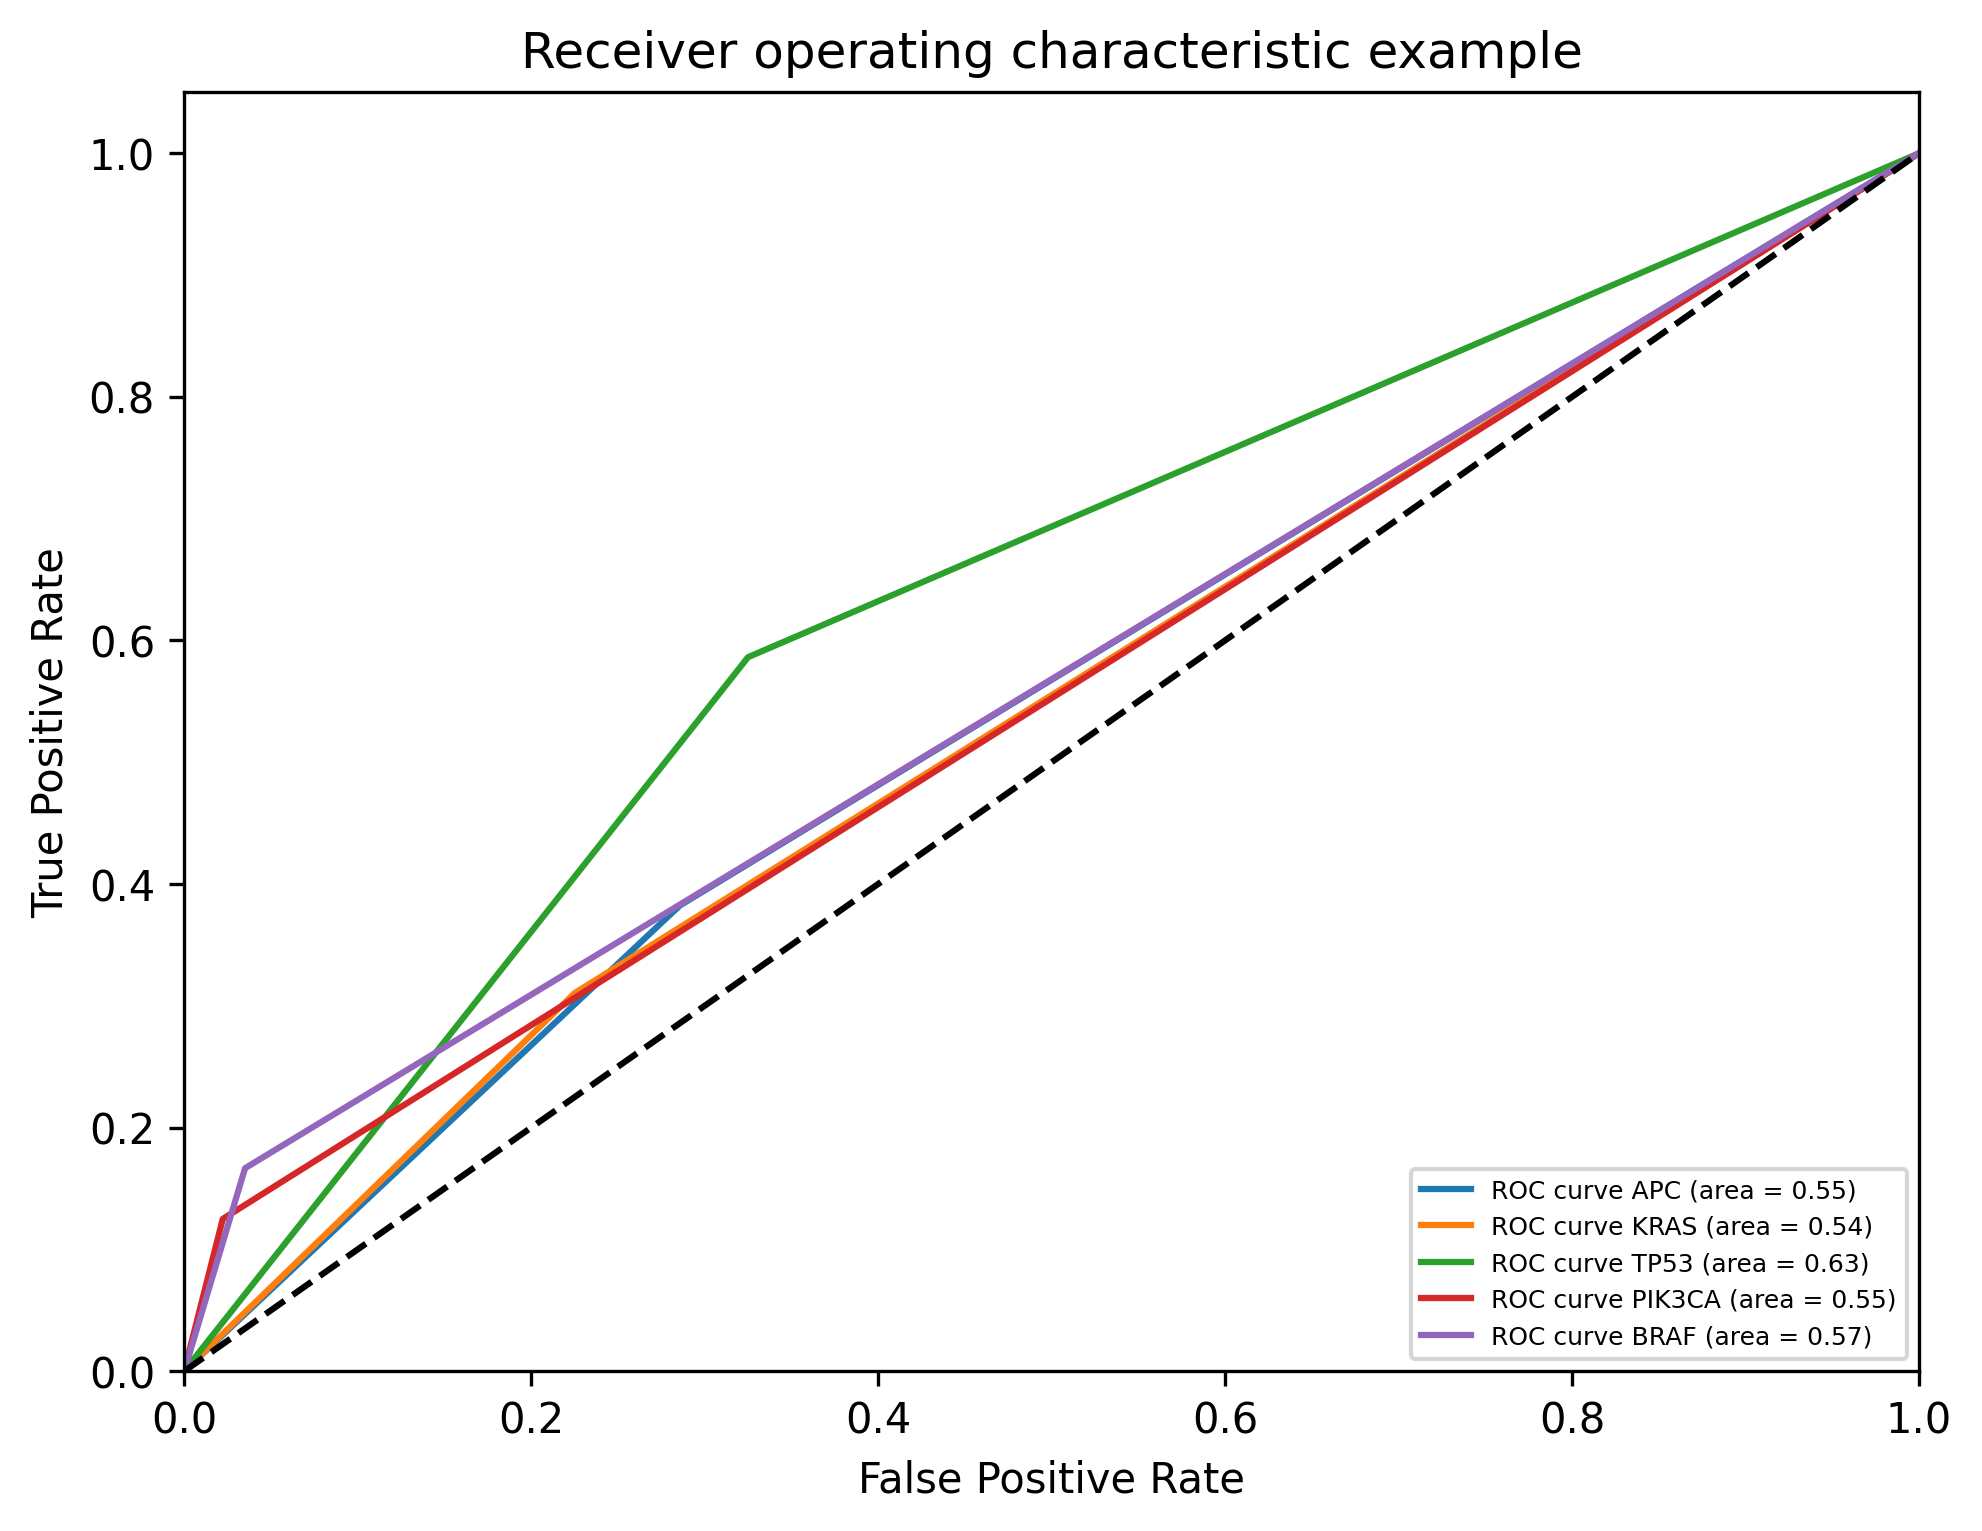 Receiver operating characteristic example
True Positive Rate
1.0
0.8
0.6
0.4
0.2
0.0
0.0 0.2 0.4 0.6 0.8 1.0
False Positive Rate
ROC curve APC (area = 0.55)
ROC curve KRAS (area = 0.54)
ROC curve TP53 (area = 0.63)
ROC curve PIK3CA (area = 0.55)
ROC curve BRAF (area = 0.57)